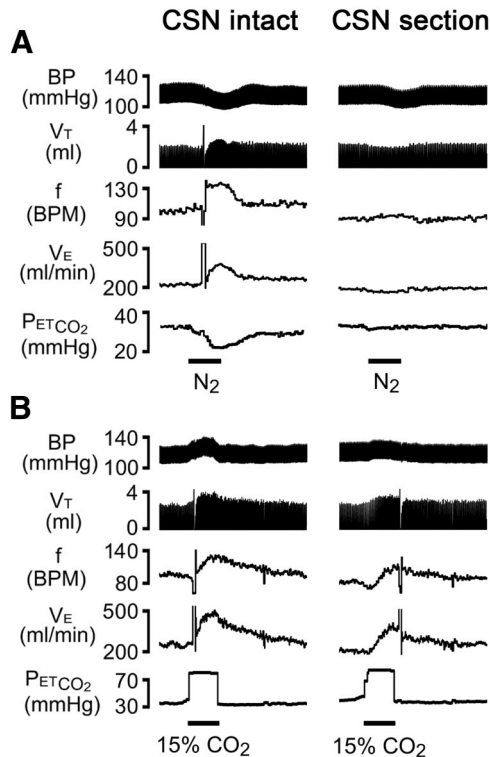 CSN intact CSN section
A
BP
(mmHg)
140
100
VT
(ml)
4
0
f
(BPM)
130
90
VE
(ml/min)
500
200
PETCO2
(mmHg)
40
20
N2 N2
B
BP
(mmHg)
140
100
VT
(ml)
4
0
f
(BPM)
140
80
VE
(ml/min)
500
200
PETCO2
(mmHg)
70
30
15% CO2 15% CO2